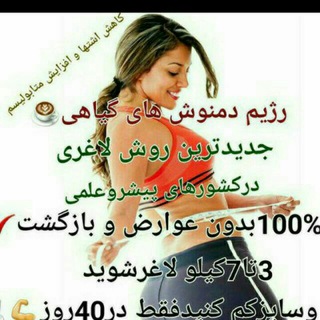 کاهش اشتها و افزایش متابولیسم
رژیم دمنوش های گیاهی
جدیدترین روش لاغری
درکشورهای پیشروعلمی
100%بدون عوارض و بازگشت
3تا7کیلو لاغرشوید
وسایزکم کنیدفقط در40روز